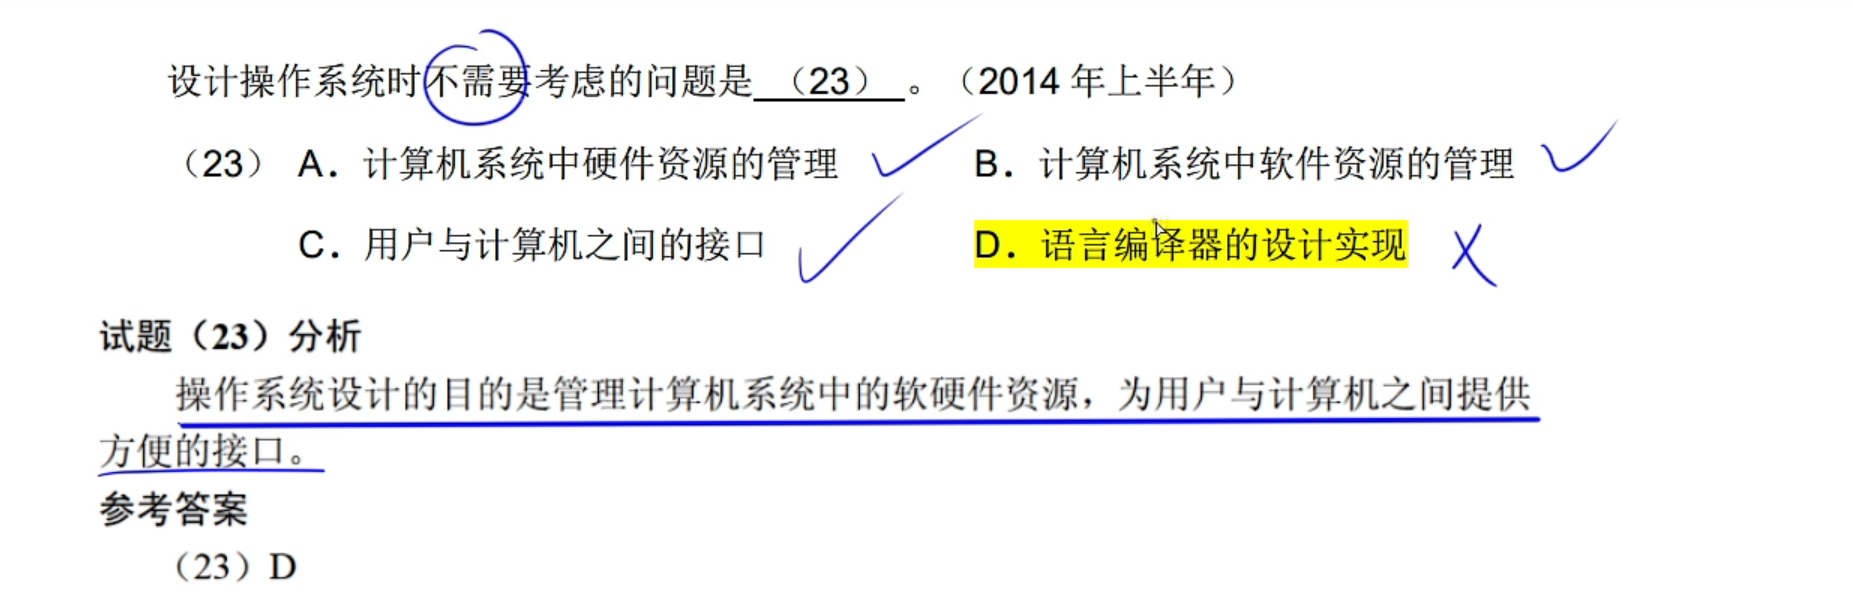 设计操作系统时不需要考虑的问题是 （23） 。（2014 年上半年）
（23） A．计算机系统中硬件资源的管理 B．计算机系统中软件资源的管理
C．用户与计算机之间的接口 D．语言编译器的设计实现
试题（23）分析
操作系统设计的目的是管理计算机系统中的软硬件资源，为用户与计算机之间提供
方便的接口。
参考答案
（23）D